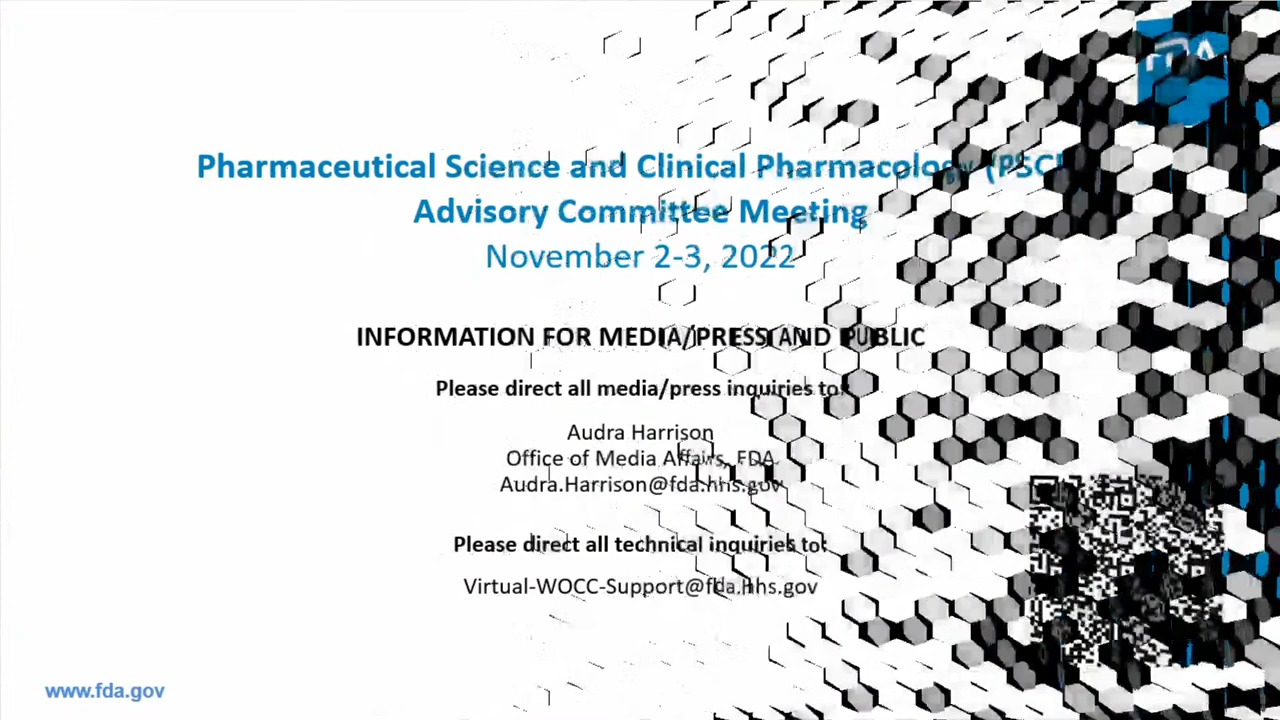 FDA
Pharmaceutical Science and Clinical Pharmacology (PSCP
Advisory Committee Meeting
November 2-3, 2022
INFORMATION FOR MEDIA/PRESS AND PUBLIC
Please direct all media/press inquiries to:
Audra Harrison
Office of Media Affairs, FDA
Audra.Harrison@fda.hhs.gov
Please direct all technical inquiries to:
Virtual-WOCC-Support@fda.hhs.gov
www.fda.gov